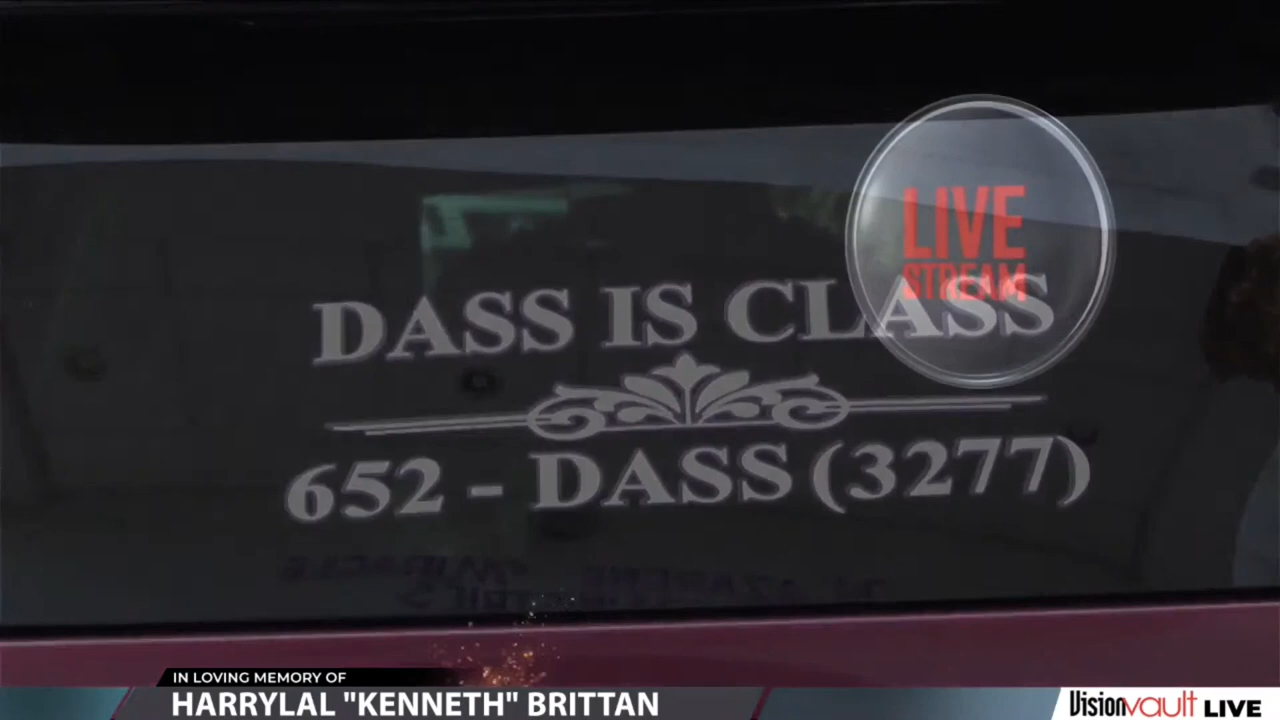 LIVE
STREAM
DASS IS CLASS
652 - DASS (3277)
IN LOVING MEMORY OF
HARRYLAL "KENNETH" BRITTAN
Visionvault LIVE